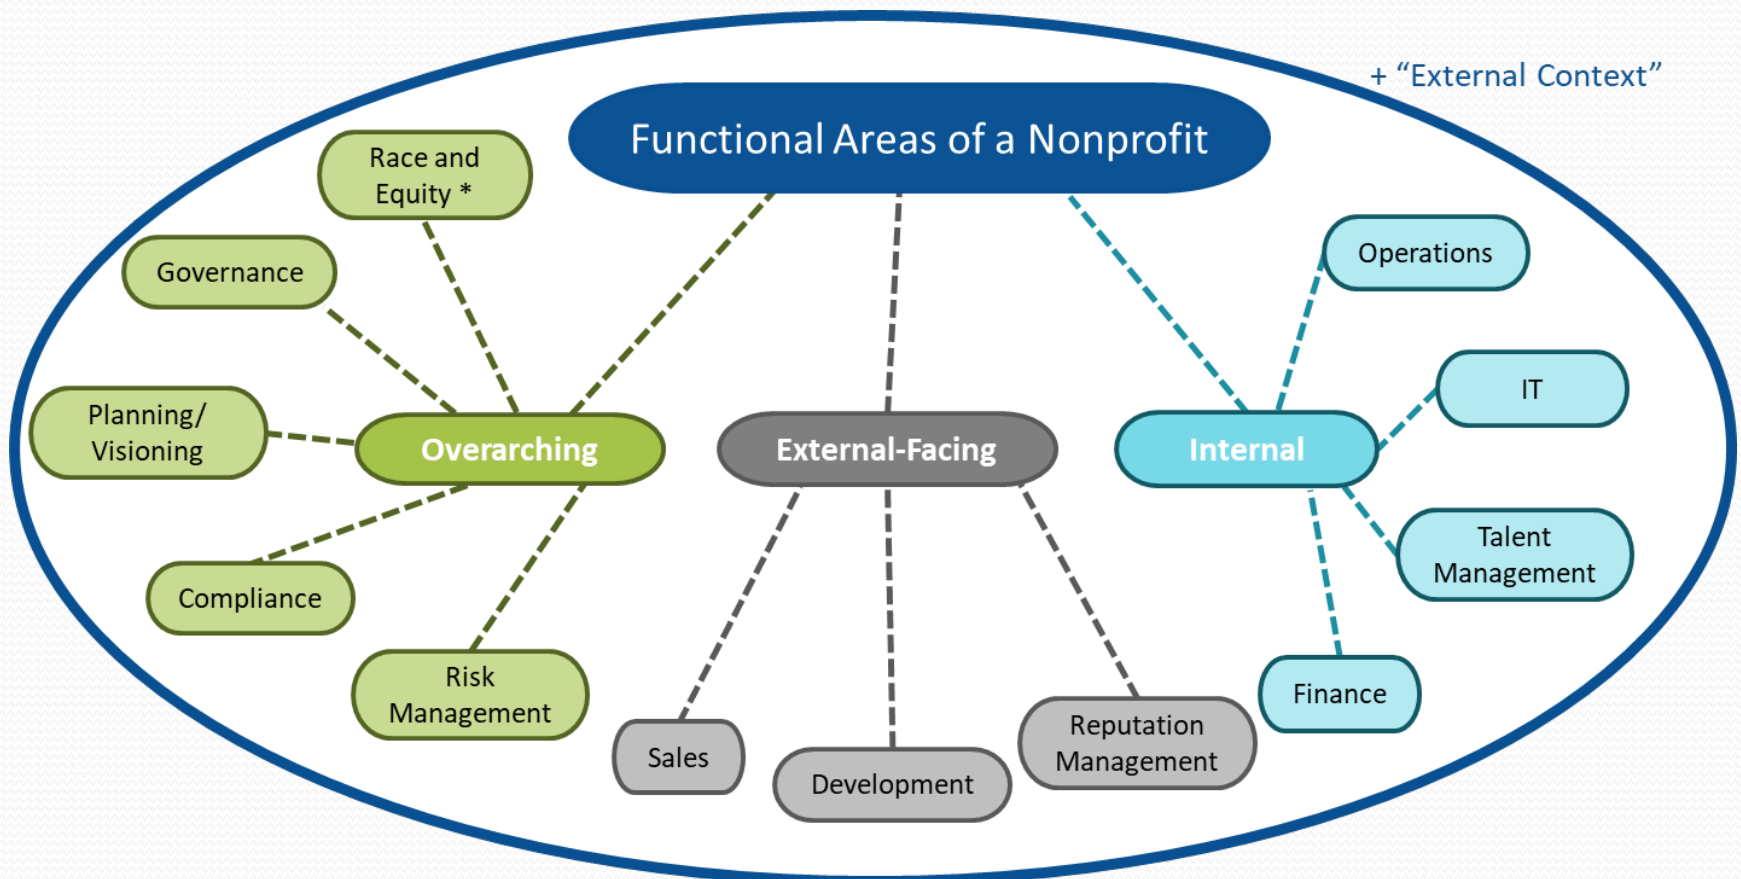 + “External Context”
Functional Areas of a Nonprofit
Race and
Equity *
Governance
Planning/
Visioning
Overarching
Compliance
Risk
Management
External-Facing
Sales
Development
Reputation
Management
Internal
Operations
IT
Talent
Management
Finance